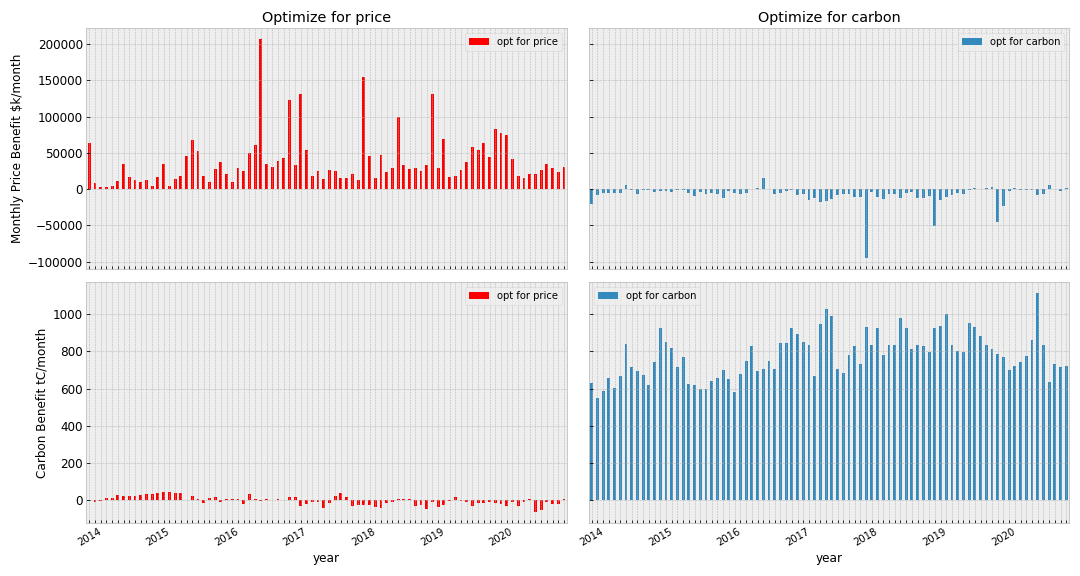 Optimize for price
Optimize for carbon
Monthly Price Benefit $k/month
200000
150000
100000
50000
0
−50000
−100000
opt for price
opt for carbon
Carbon Benefit tC/month
1000
800
600
400
200
0
opt for price
opt for carbon
2014 2015 2016 2017 2018 2019 2020
year
2014 2015 2016 2017 2018 2019 2020
year